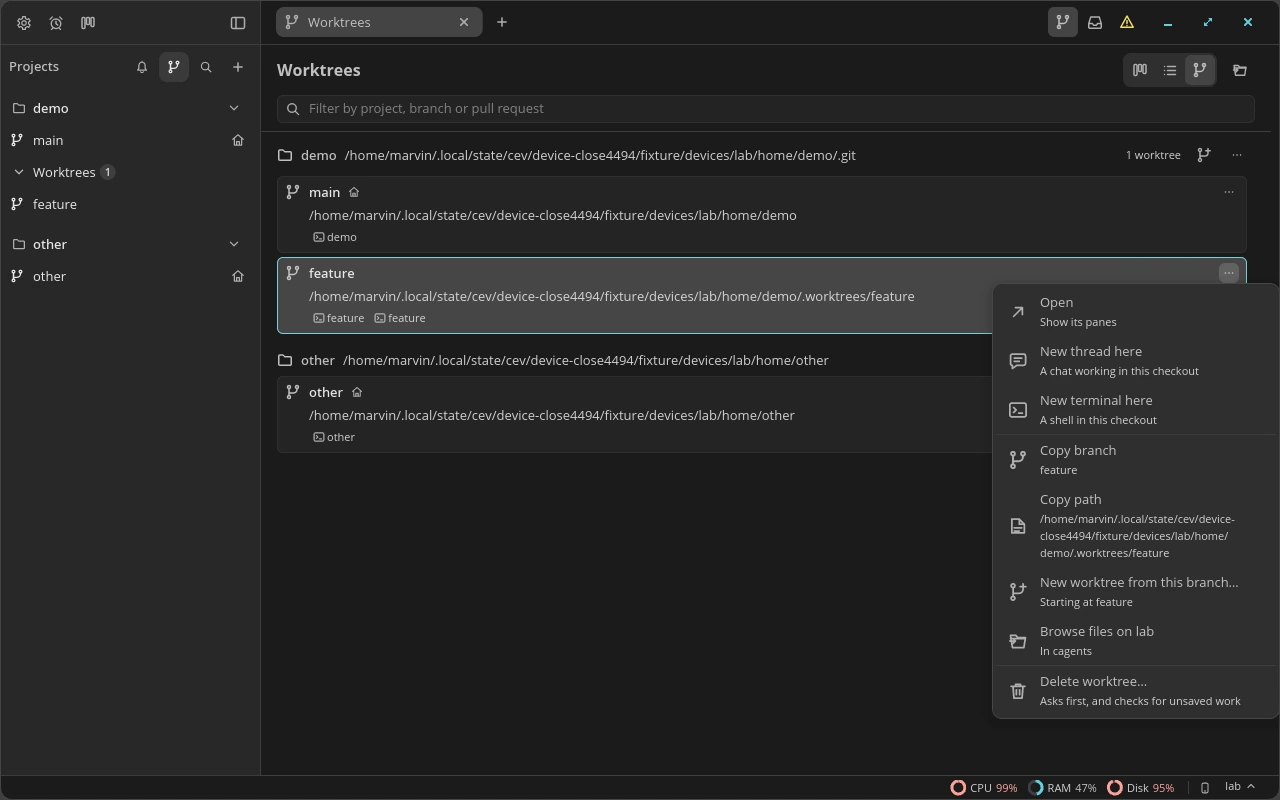 Worktrees
Projects
Worktrees
Filter by project, branch or pull request
demo
main
Worktrees 1
feature
other
other
demo /home/marvin/.local/state/cev/device-close4494/fixture/devices/lab/home/demo/.git 1 worktree
main
/home/marvin/.local/state/cev/device-close4494/fixture/devices/lab/home/demo
demo
feature
/home/marvin/.local/state/cev/device-close4494/fixture/devices/lab/home/demo/.worktrees/feature
feature feature
other /home/marvin/.local/state/cev/device-close4494/fixture/devices/lab/home/other
other
/home/marvin/.local/state/cev/device-close4494/fixture/devices/lab/home/other
other
Open
Show its panes
New thread here
A chat working in this checkout
New terminal here
A shell in this checkout
Copy branch
feature
Copy path
/home/marvin/.local/state/cev/device-
close4494/fixture/devices/lab/home/
demo/.worktrees/feature
New worktree from this branch...
Starting at feature
Browse files on lab
In cagents
Delete worktree...
Asks first, and checks for unsaved work
CPU 99% RAM 47% Disk 95% lab